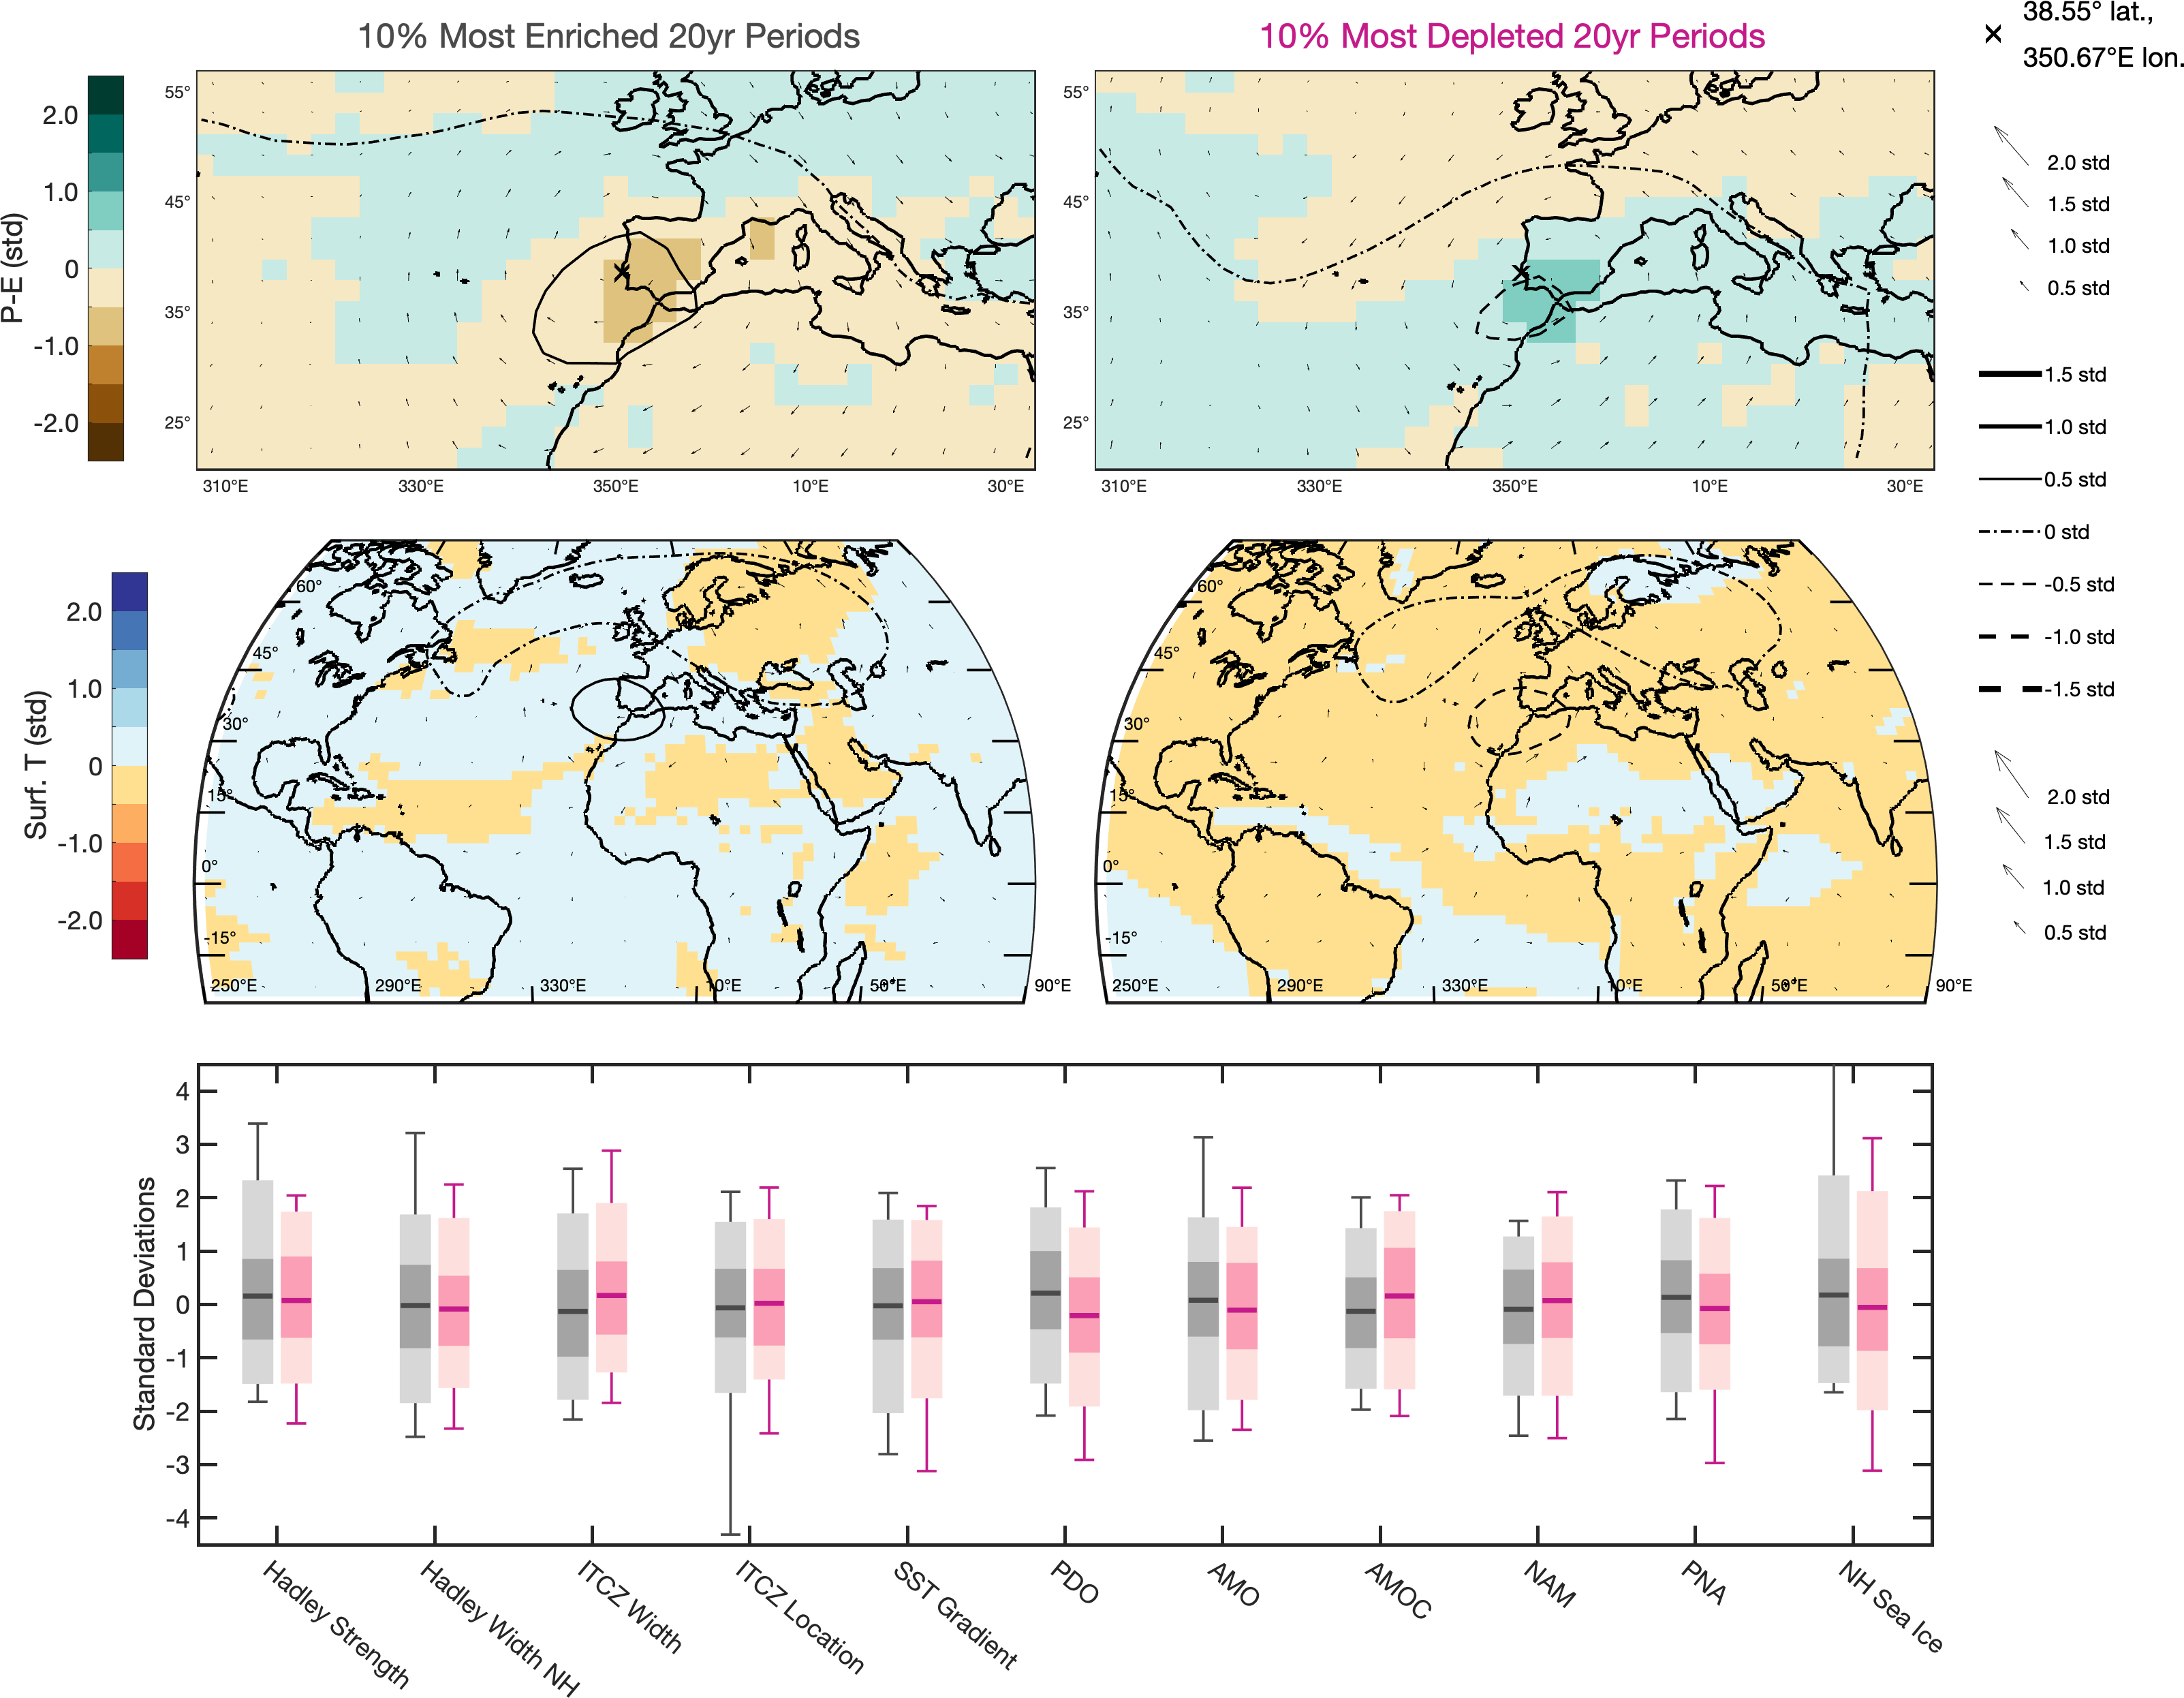 10% Most Enriched 20yr Periods
10% Most Depleted 20yr Periods
38.55° lat.,
350.67°E lon.
P-E (std)
2.0
1.0
0
-1.0
-2.0
55°
45°
35°
25°
310°E
330°E
350°E
10°E
30°E
55°
45°
35°
25°
310°E
330°E
350°E
10°E
30°E
2.0 std
1.5 std
1.0 std
0.5 std
1.5 std
1.0 std
0.5 std
0 std
-0.5 std
-1.0 std
-1.5 std
Surf. T (std)
2.0
1.0
0
-1.0
-2.0
60°
45°
30°
15°
0°
-15°
250°E
290°E
330°E
10°E
50°
90°E
60°
45°
30°
15°
0°
-15°
250°E
290°E
330°E
10°E
50°
90°E
2.0 std
1.5 std
1.0 std
0.5 std
Standard Deviations
4
3
2
1
0
-1
-2
-3
-4
Hadley Strength
Hadley Width NH
ITCZ Width
ITCZ Location
SST Gradient
PDO
AMO
AMOC
NAM
PNA
NH Sea Ice